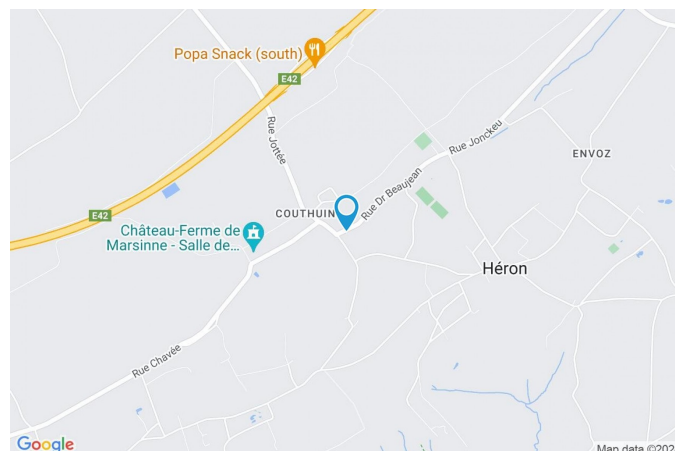 Popa Snack (south)
E42
Rue Jottée
Rue Jonckeu
ENVOZ
Rue Dr Beaujean
E42
COUTHUIN
Château-Ferme de
Marsinne - Salle de...
Héron
Rue Chavée
Google
Map data ©202